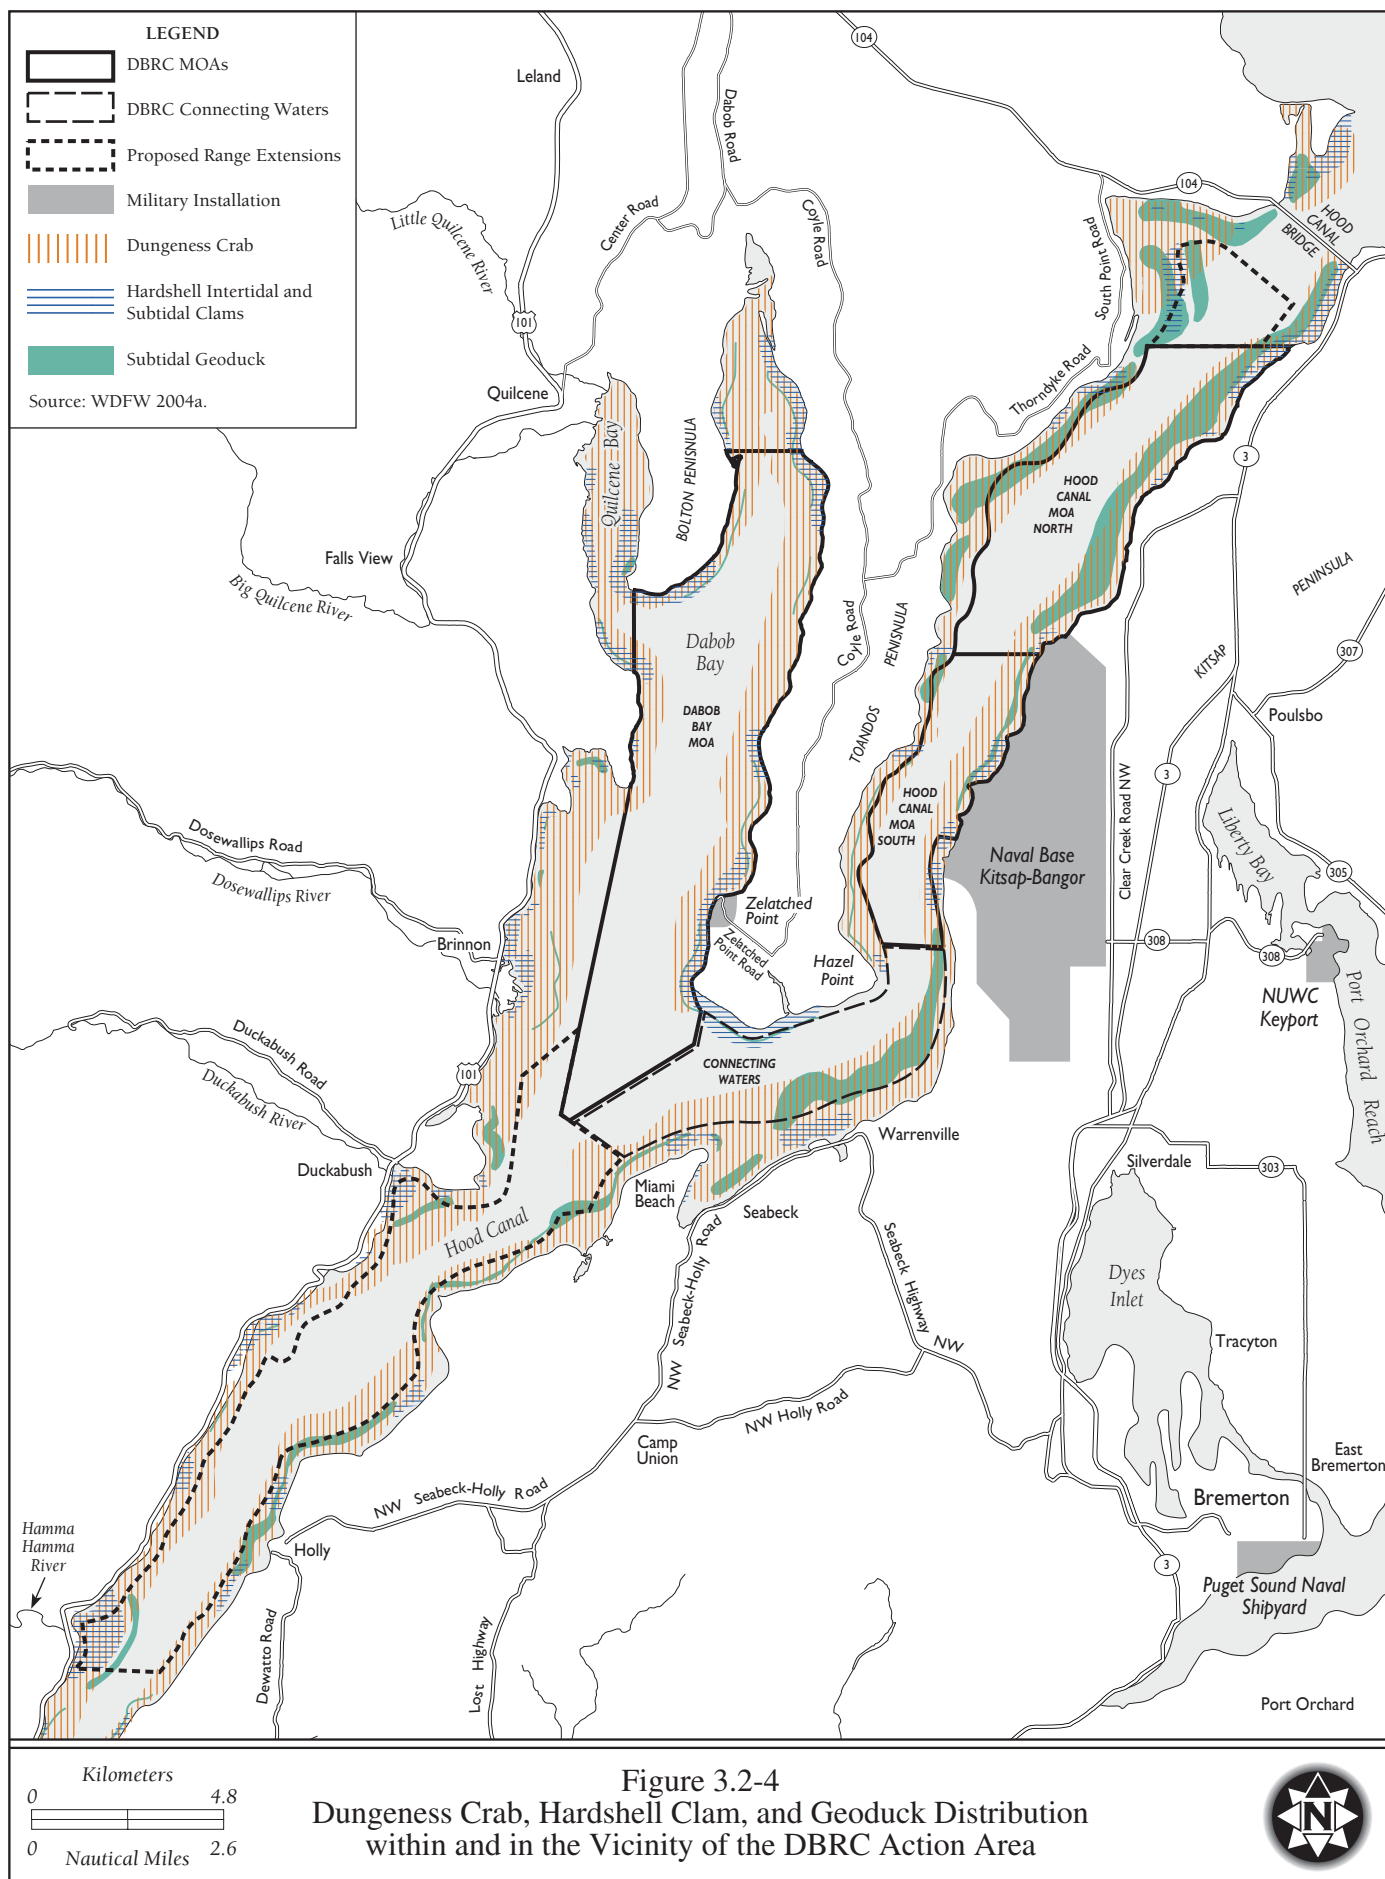 LEGEND
DBRC MOAs
DBRC Connecting Waters
Proposed Range Extensions
Military Installation
Dungeness Crab
Hardshell Intertidal and
Subtidal Clams
Subtidal Geoduck
Source: WDFW 2004a.
Leland
Dabob Road
104
104
Little Quilcene
River
Center Road
Coyle Road
South Point Road
HOOD
CANAL
BRIDGE
101
Quilcene
Thorndyke Road
Quilcene Bay
BOLTON PENISNULA
3
HOOD
CANAL
MOA
NORTH
Falls View
Big Quilcene River
PENINSULA
Dabob
Bay
Coyle Road
PENISNULA
TOANDOS
KITSAP
307
DABOB
BAY
MOA
Poulsbo
3
HOOD
CANAL
MOA
SOUTH
Clear Creek Road NW
Liberty Bay
Dosewallips Road
Dosewallips River
Naval Base
Kitsap-Bangor
305
Zelatched
Point
Brinnon
Zelatched
Point Road
308
308
Hazel
Point
NUWC
Keyport
Port Orchard Reach
Duckabush Road
Duckabush River
101
CONNECTING
WATERS
Warrenville
Duckabush
Silverdale
303
Miami
Beach
Seabeck
Hood Canal
NW Seabeck-Holly Road
Seabeck Highway NW
Dyes
Inlet
Tracyton
NW Holly Road
Camp
Union
East
Bremerton
NW Seabeck-Holly Road
Bremerton
Hamma
Hamma
River
Holly
3
Puget Sound Naval
Shipyard
Dewatto Road
Lost Highway
Port Orchard
Kilometers
0 4.8
0 2.6
Nautical Miles
Figure 3.2-4
Dungeness Crab, Hardshell Clam, and Geoduck Distribution
within and in the Vicinity of the DBRC Action Area
N